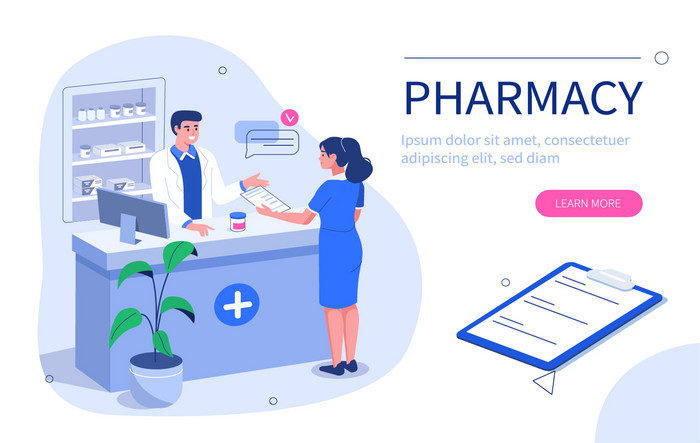 PHARMACY
Ipsum dolor sit amet, consectetuer
adipiscing elit, sed diam
LEARN MORE